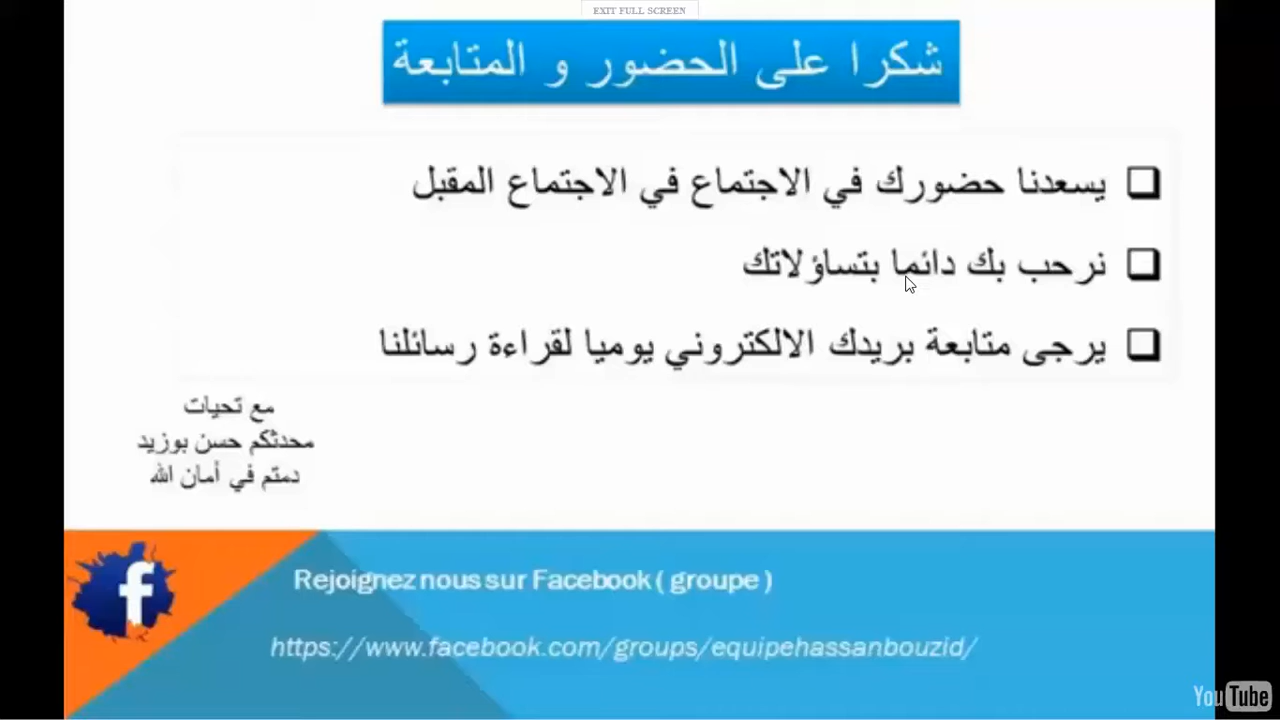 EXIT FULL SCREEN
شكرا على الحضور و المتابعة
يسعدنا حضورك في الاجتماع في الاجتماع المقبل
نرحب بك دائما بتساؤلاتك
يرجى متابعة بريدك الالكتروني يوميا لقراءة رسائلنا
مع تحيات
محدثكم حسن بوزيد
دمتم في أمان الله
f
Rejoignez nous sur Facebook ( groupe )
https://www.facebook.com/groups/equipehassanbouzid/
YouTube